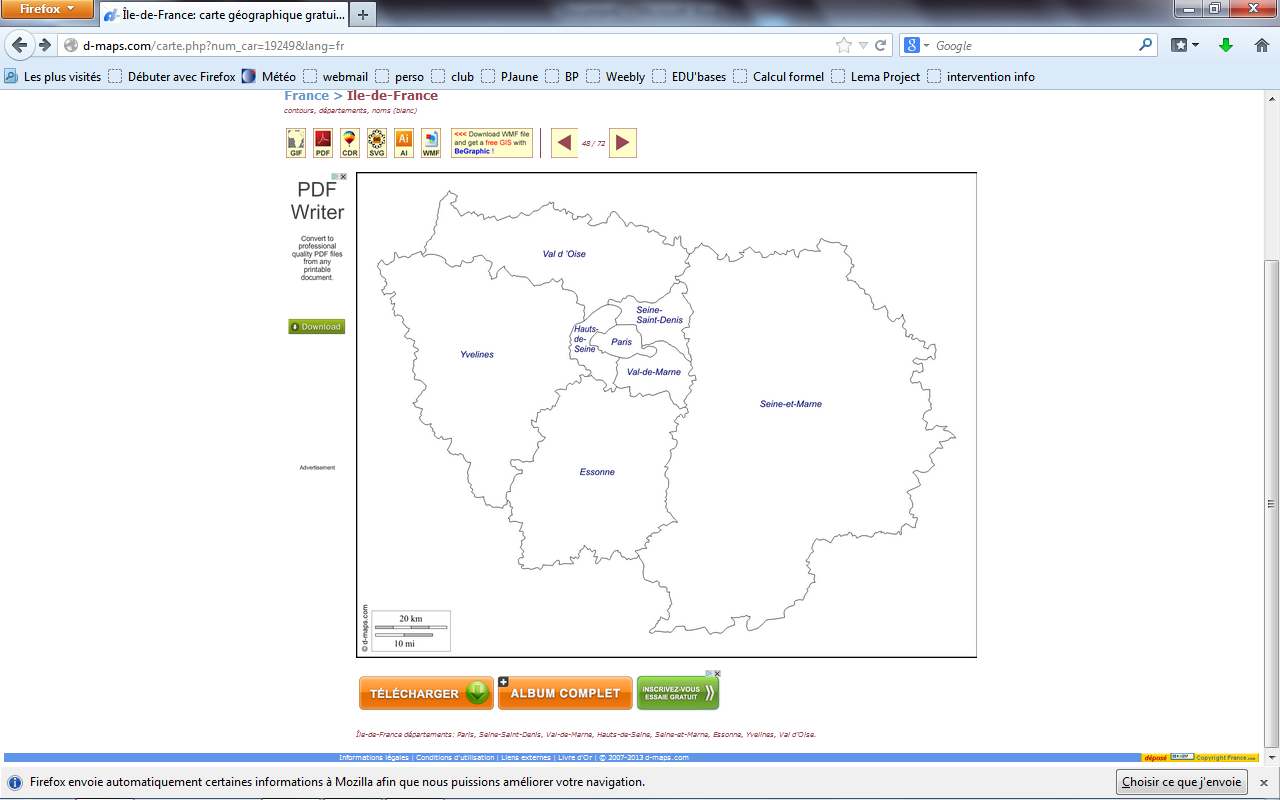 Firefox
Île-de-France: carte géographique gratui...
d-maps.com/carte.php?num_car=19249&lang=fr
Google
Les plus visités
Débuter avec Firefox
Météo
webmail
perso
club
PJaune
BP
Weebly
EDU'bases
Calcul formel
Lema Project
intervention info
France > Ile-de-France
contours, départements, noms (blanc)
GIF
PDF
CDR
SVG
Ai
AI
WMF
<<< Download WMF file
and get a free GIS with
BeGraphic !
48 / 72
PDF
Writer
Convert to
professional
quality PDF files
from any
printable
document.
Download
Advertisement
Val d 'Oise
Seine-
Saint-Denis
Hauts-
de-
Seine
Paris
Yvelines
Val-de-Marne
Seine-et-Marne
Essonne
20 km
10 mi
© d-maps.com
TÉLÉCHARGER
ALBUM COMPLET
INSCRIVEZ-VOUS
ESSAIE GRATUIT
Île-de-France départements: Paris, Seine-Saint-Denis, Val-de-Marne, Hauts-de-Seine, Seine-et-Marne, Essonne, Yvelines, Val d'Oise.
Informations légales | Conditions d'utilisation | Liens externes | Livre d'Or | © 2007-2013 d-maps.com
déposé
Copyright France.com
Firefox envoie automatiquement certaines informations à Mozilla afin que nous puissions améliorer votre navigation.
Choisir ce que j'envoie